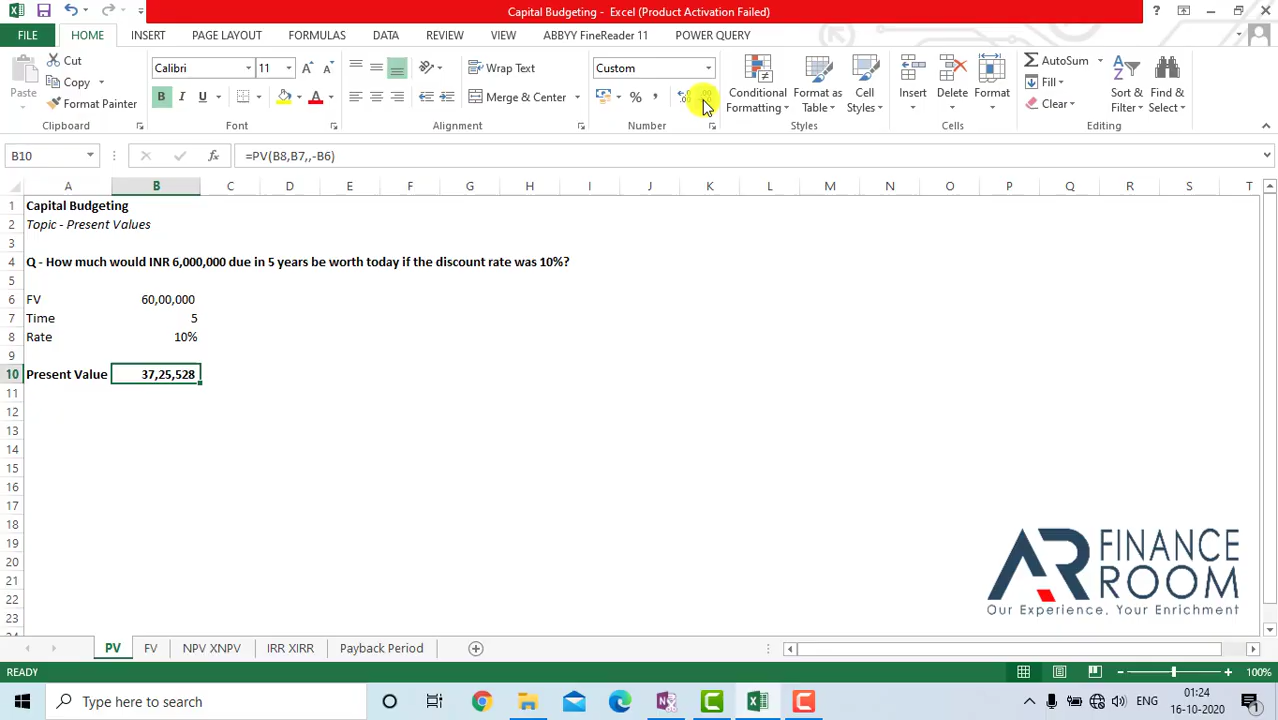 Capital Budgeting - Excel (Product Activation Failed)
FILE HOME INSERT PAGE LAYOUT FORMULAS DATA REVIEW VIEW ABBYY FineReader 11 POWER QUERY
Paste Cut Copy Format Painter Clipboard
Calibri 11 B I U A Font
Wrap Text Merge & Center Alignment
Custom % , Number
Conditional Formatting Format as Table Cell Styles Styles
Insert Delete Format Cells
AutoSum Fill Clear Sort & Filter Find & Select Editing
B10 fx =PV(B8,B7,,-B6)
A B C D E F G H I J K L M N O P Q R S T
1 Capital Budgeting
2 Topic - Present Values
3
4 Q - How much would INR 6,000,000 due in 5 years be worth today if the discount rate was 10%?
5
6 FV 60,00,000
7 Time 5
8 Rate 10%
9
10 Present Value 37,25,528
11
12
13
14
15
16
17
18
19
20
21
22
23
AR FINANCE ROOM
Our Experience, Your Enrichment
PV FV NPV XNPV IRR XIRR Payback Period
READY 100%
Type here to search ENG 01:24
16-10-2020